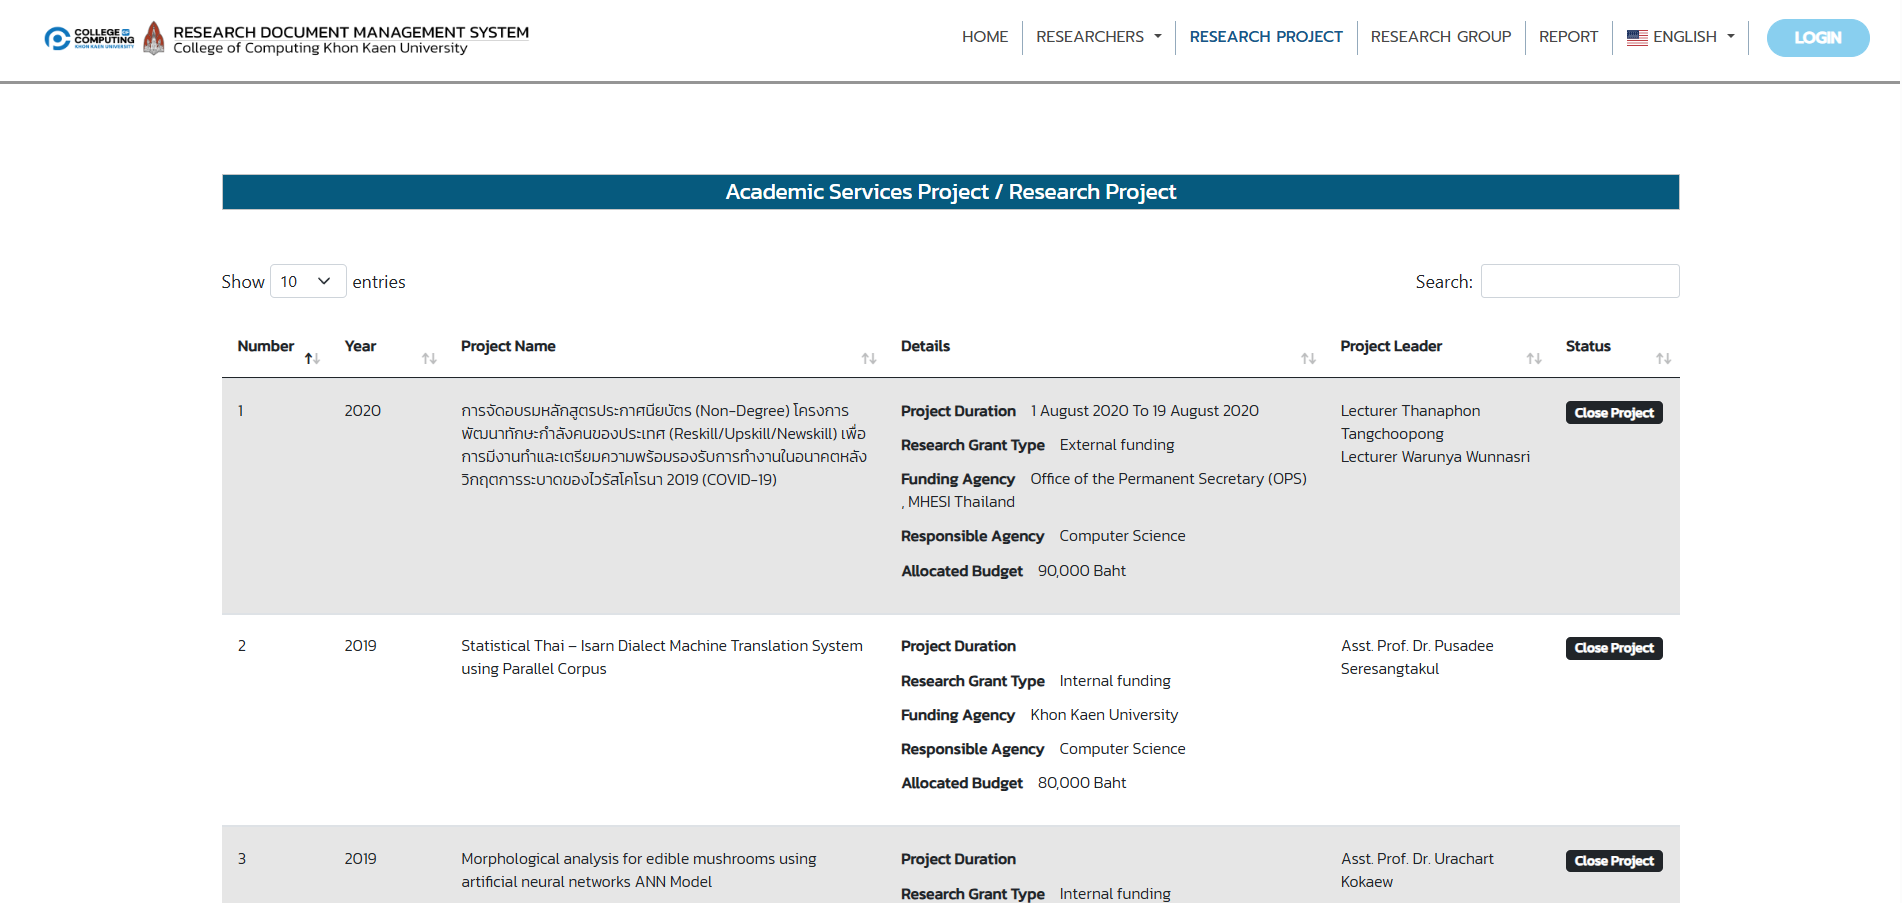 COLLEGE OF
COMPUTING
KHON KAEN UNIVERSITY
RESEARCH DOCUMENT MANAGEMENT SYSTEM
College of Computing Khon Kaen University
HOME RESEARCHERS RESEARCH PROJECT RESEARCH GROUP REPORT ENGLISH LOGIN
Academic Services Project / Research Project
Show 10 entries Search:
Number Year Project Name Details Project Leader Status
1 2020
การจัดอบรมหลักสูตรประกาศนียบัตร (Non-Degree) โครงการ
พัฒนาทักษะกำลังคนของประเทศ (Reskill/Upskill/Newskill) เพื่อ
การมีงานทำและเตรียมความพร้อมรองรับการทำงานในอนาคตหลัง
วิกฤตการระบาดของไวรัสโคโรนา 2019 (COVID-19)
Project Duration 1 August 2020 To 19 August 2020
Research Grant Type External funding
Funding Agency Office of the Permanent Secretary (OPS)
, MHESI Thailand
Responsible Agency Computer Science
Allocated Budget 90,000 Baht
Lecturer Thanaphon
Tangchoopong
Lecturer Warunya Wunnasri
Close Project
2 2019
Statistical Thai – Isarn Dialect Machine Translation System
using Parallel Corpus
Project Duration
Research Grant Type Internal funding
Funding Agency Khon Kaen University
Responsible Agency Computer Science
Allocated Budget 80,000 Baht
Asst. Prof. Dr. Pusadee
Seresangtakul
Close Project
3 2019
Morphological analysis for edible mushrooms using
artificial neural networks ANN Model
Project Duration
Research Grant Type Internal funding
Asst. Prof. Dr. Urachart
Kokaew
Close Project